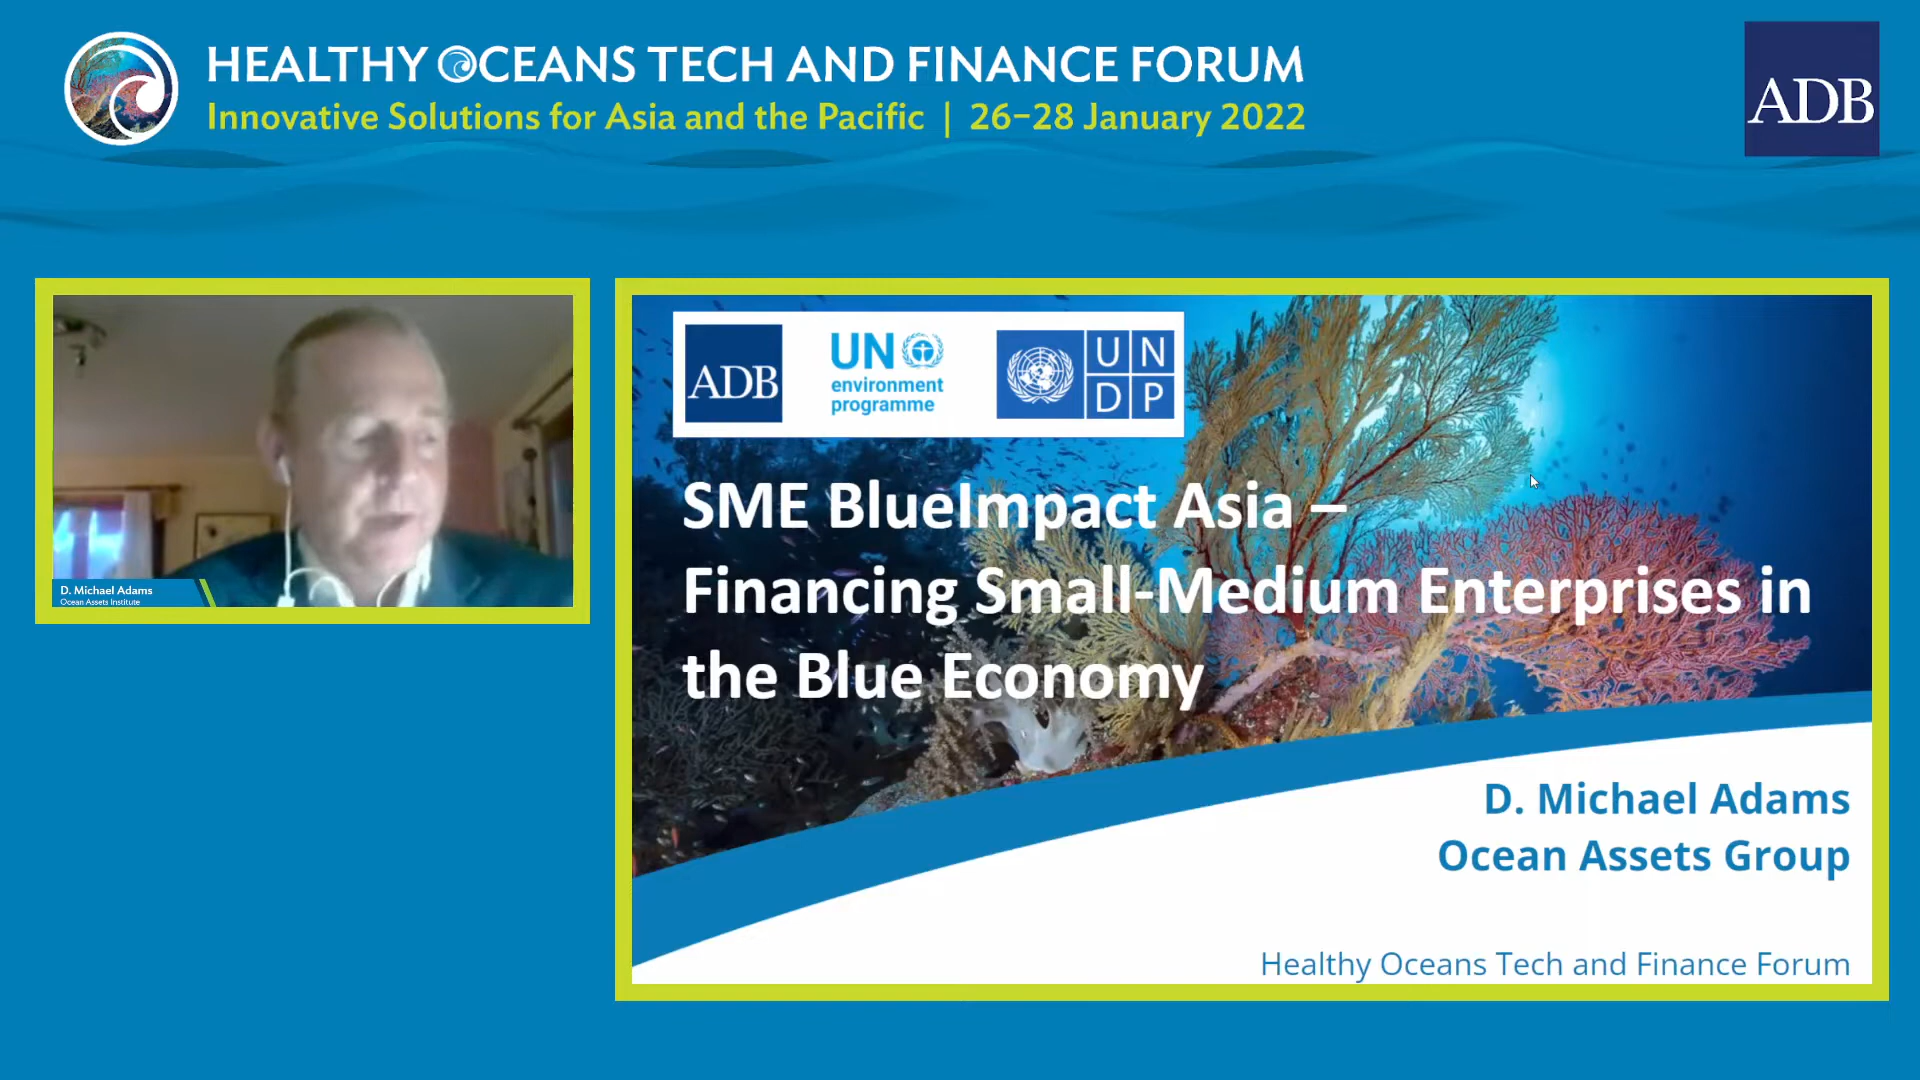 HEALTHY OCEANS TECH AND FINANCE FORUM
Innovative Solutions for Asia and the Pacific | 26–28 January 2022
ADB
D. Michael Adams
Ocean Assets Institute
ADB
UN
environment
programme
U N
D P
SME BlueImpact Asia –
Financing Small-Medium Enterprises in
the Blue Economy
D. Michael Adams
Ocean Assets Group
Healthy Oceans Tech and Finance Forum